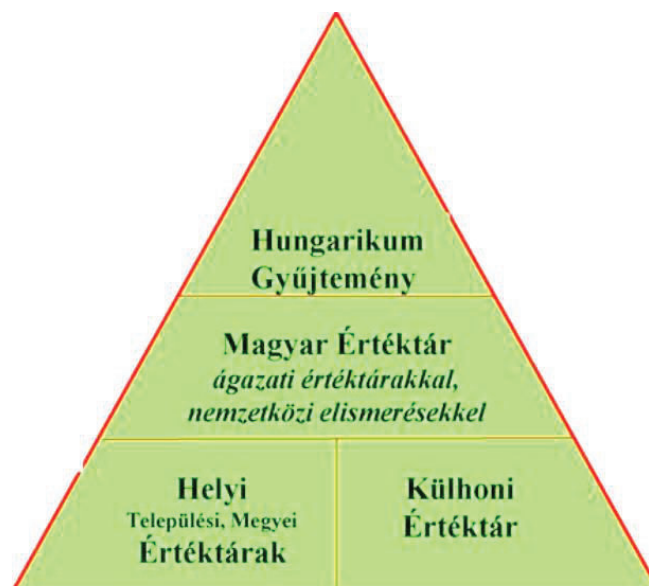 Hungarikum
Gyűjtemény
Magyar Értéktár
ágazati értéktárakkal,
nemzetközi elismerésekkel
Helyi
Települési, Megyei
Értéktárak
Külhoni
Értéktár